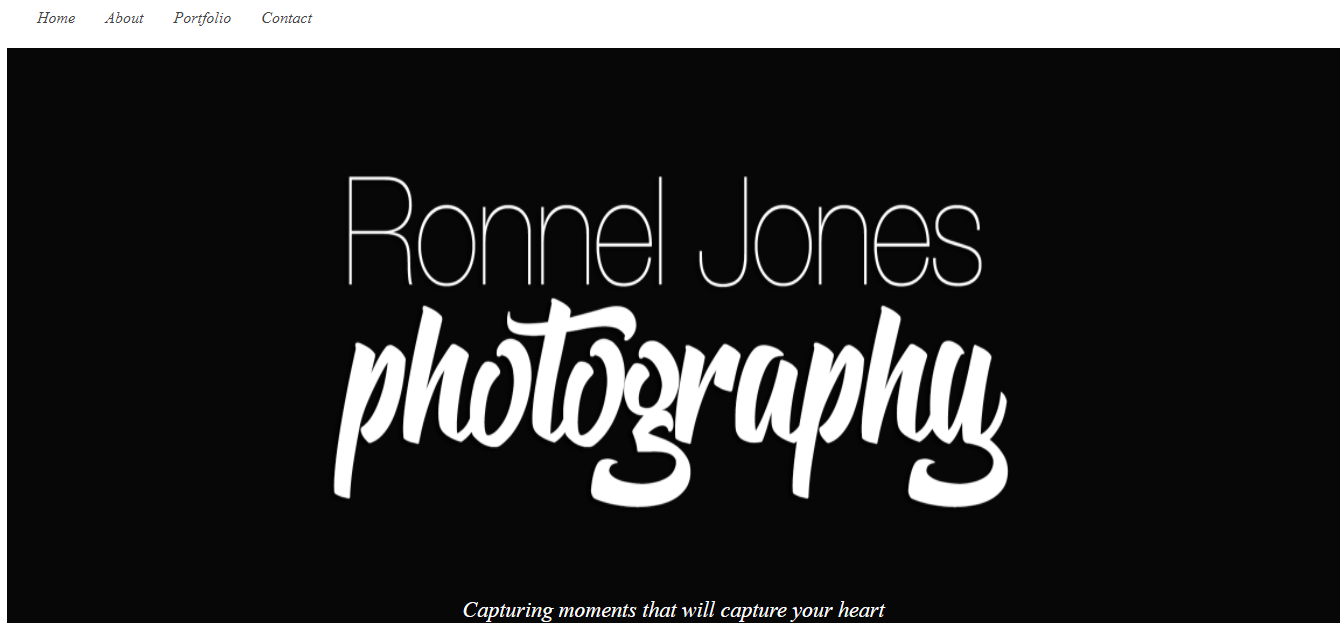 Home About Portfolio Contact
Ronnel Jones
photography
Capturing moments that will capture your heart